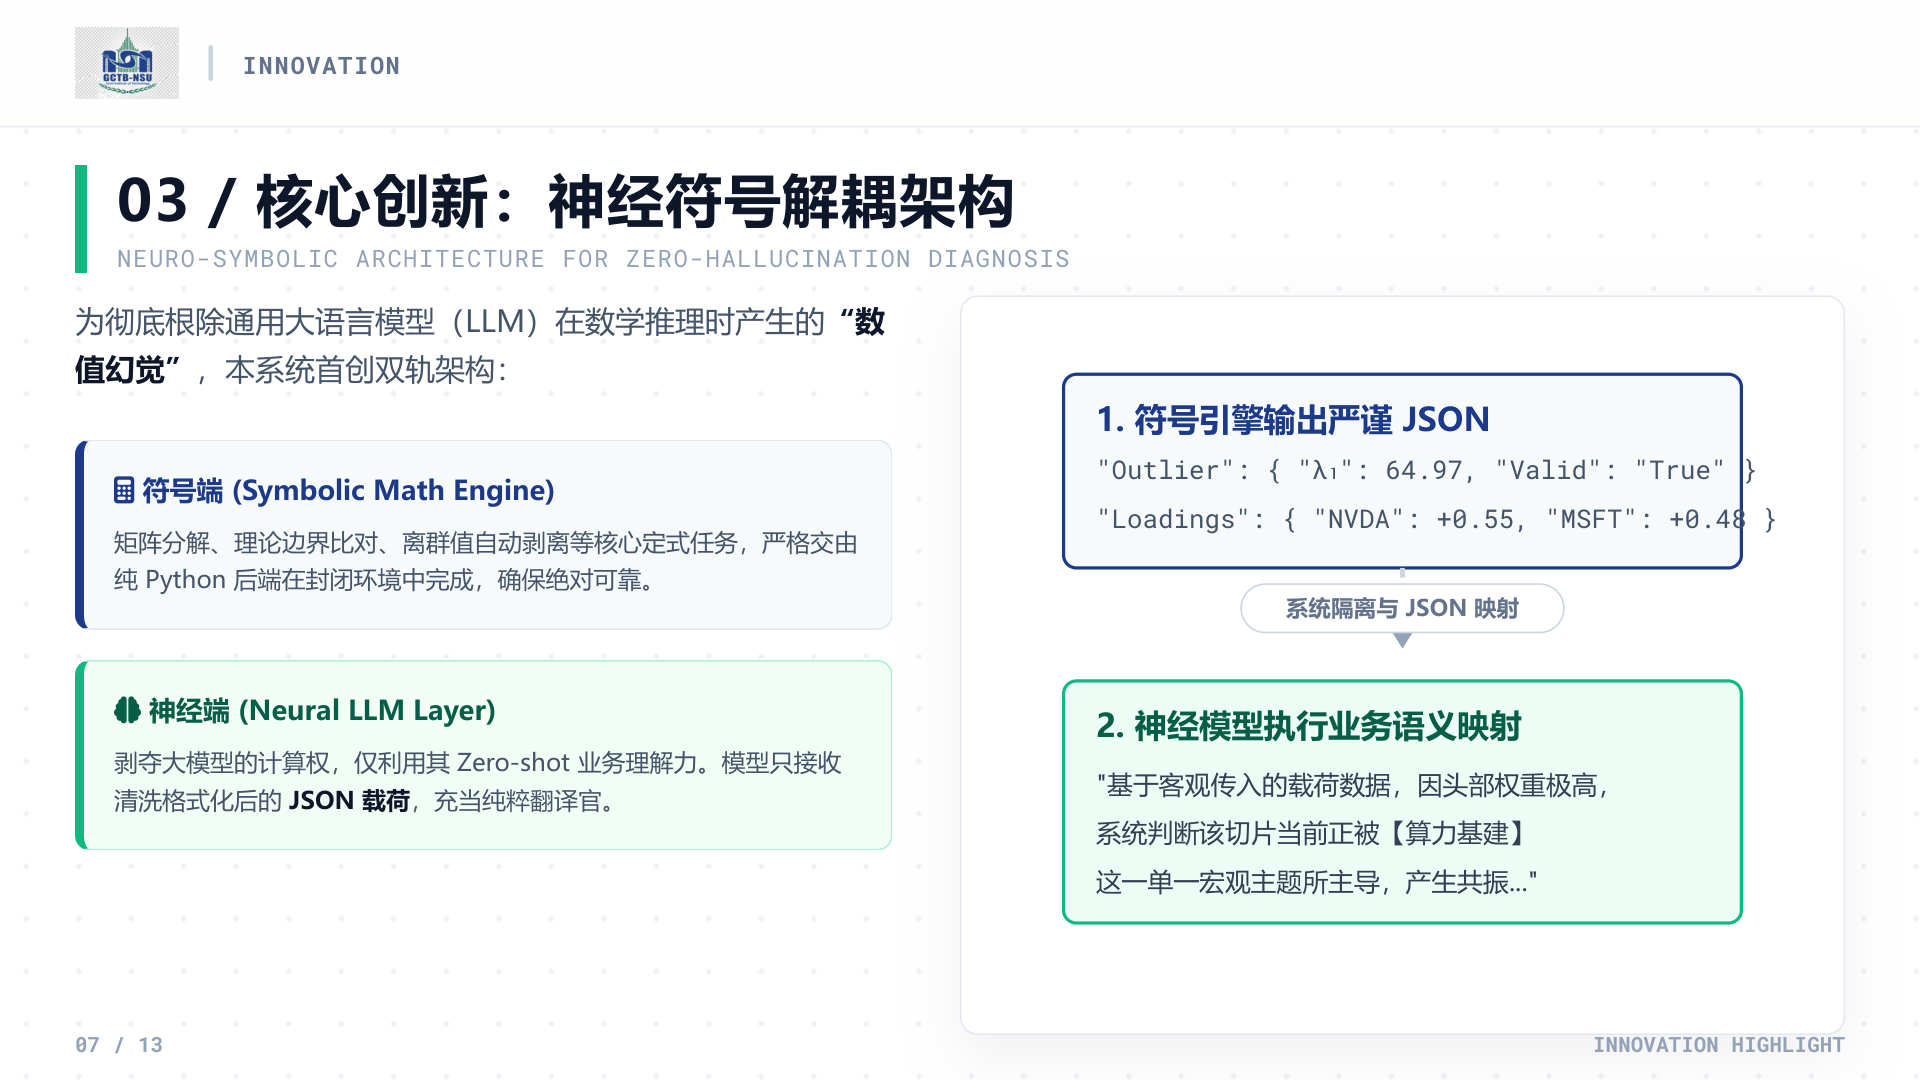 GCTB-NSU
INNOVATION
03 / 核心创新：神经符号解耦架构
NEURO-SYMBOLIC ARCHITECTURE FOR ZERO-HALLUCINATION DIAGNOSIS
为彻底根除通用大语言模型（LLM）在数学推理时产生的 “数
值幻觉” ，本系统首创双轨架构：
符号端 (Symbolic Math Engine)
矩阵分解、理论边界比对、离群值自动剥离等核心定式任务，严格交由
纯 Python 后端在封闭环境中完成，确保绝对可靠。
神经端 (Neural LLM Layer)
剥夺大模型的计算权，仅利用其 Zero-shot 业务理解力。模型只接收
清洗格式化后的 JSON 载荷，充当纯粹翻译官。
1. 符号引擎输出严谨 JSON
"Outlier": { "λ₁": 64.97, "Valid": "True" }
"Loadings": { "NVDA": +0.55, "MSFT": +0.48 }
系统隔离与 JSON 映射
2. 神经模型执行业务语义映射
"基于客观传入的载荷数据，因头部权重极高，
系统判断该切片当前正被【算力基建】
这一单一宏观主题所主导，产生共振..."
07 / 13
INNOVATION HIGHLIGHT